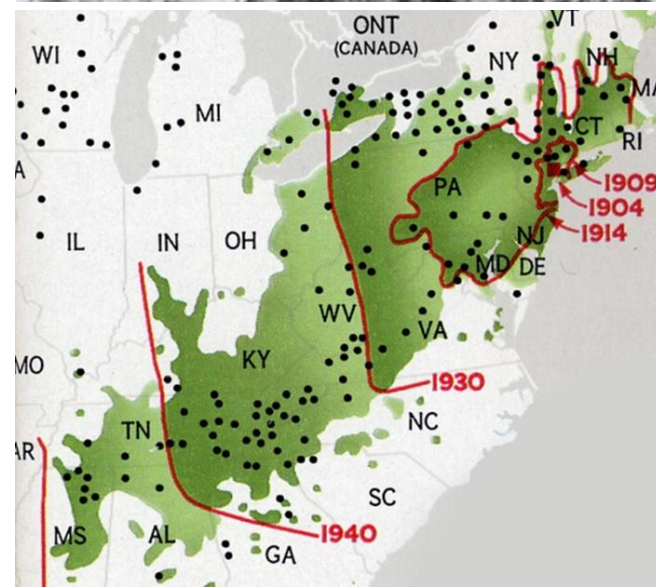 ONT
(CANADA)
VT
WI
NY
NH
MA
MI
CT
RI
A
PA
1909
1904
1914
IL
IN
OH
NJ
MD
DE
WV
VA
MO
KY
1930
TN
NC
AR
SC
MS
AL
GA
1940